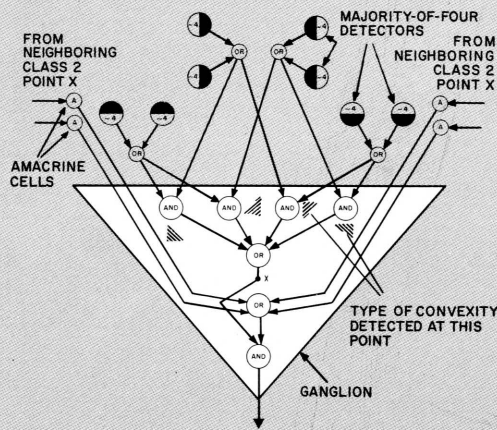 FROM
NEIGHBORING
CLASS 2
POINT X
MAJORITY-OF-FOUR
DETECTORS
FROM
NEIGHBORING
CLASS 2
POINT X
~4
~4
~4
OR
OR
~4
~4
~4
~4
~4
A
A
A
A
AMACRINE
CELLS
OR
OR
AND
AND
AND
AND
OR
X
OR
TYPE OF CONVEXITY
DETECTED AT THIS
POINT
AND
GANGLION